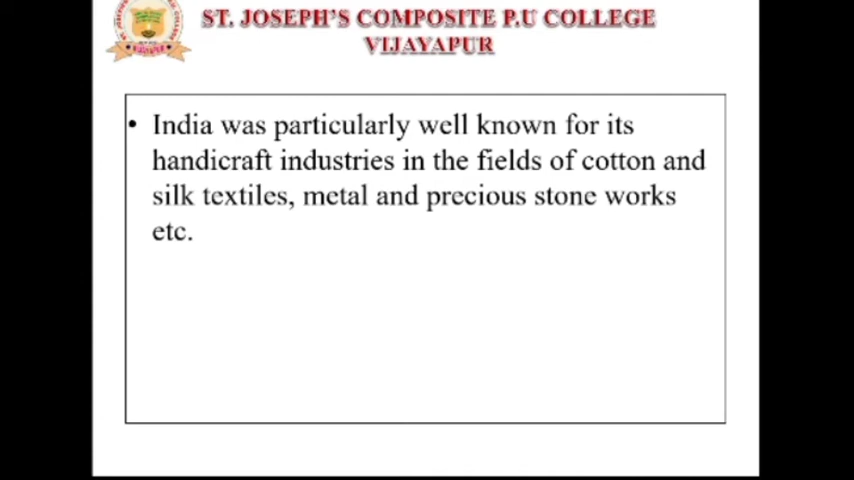 ST. JOSEPH'S COMPOSITE P.U COLLEGE
VIJAYAPUR
• India was particularly well known for its
handicraft industries in the fields of cotton and
silk textiles, metal and precious stone works
etc.